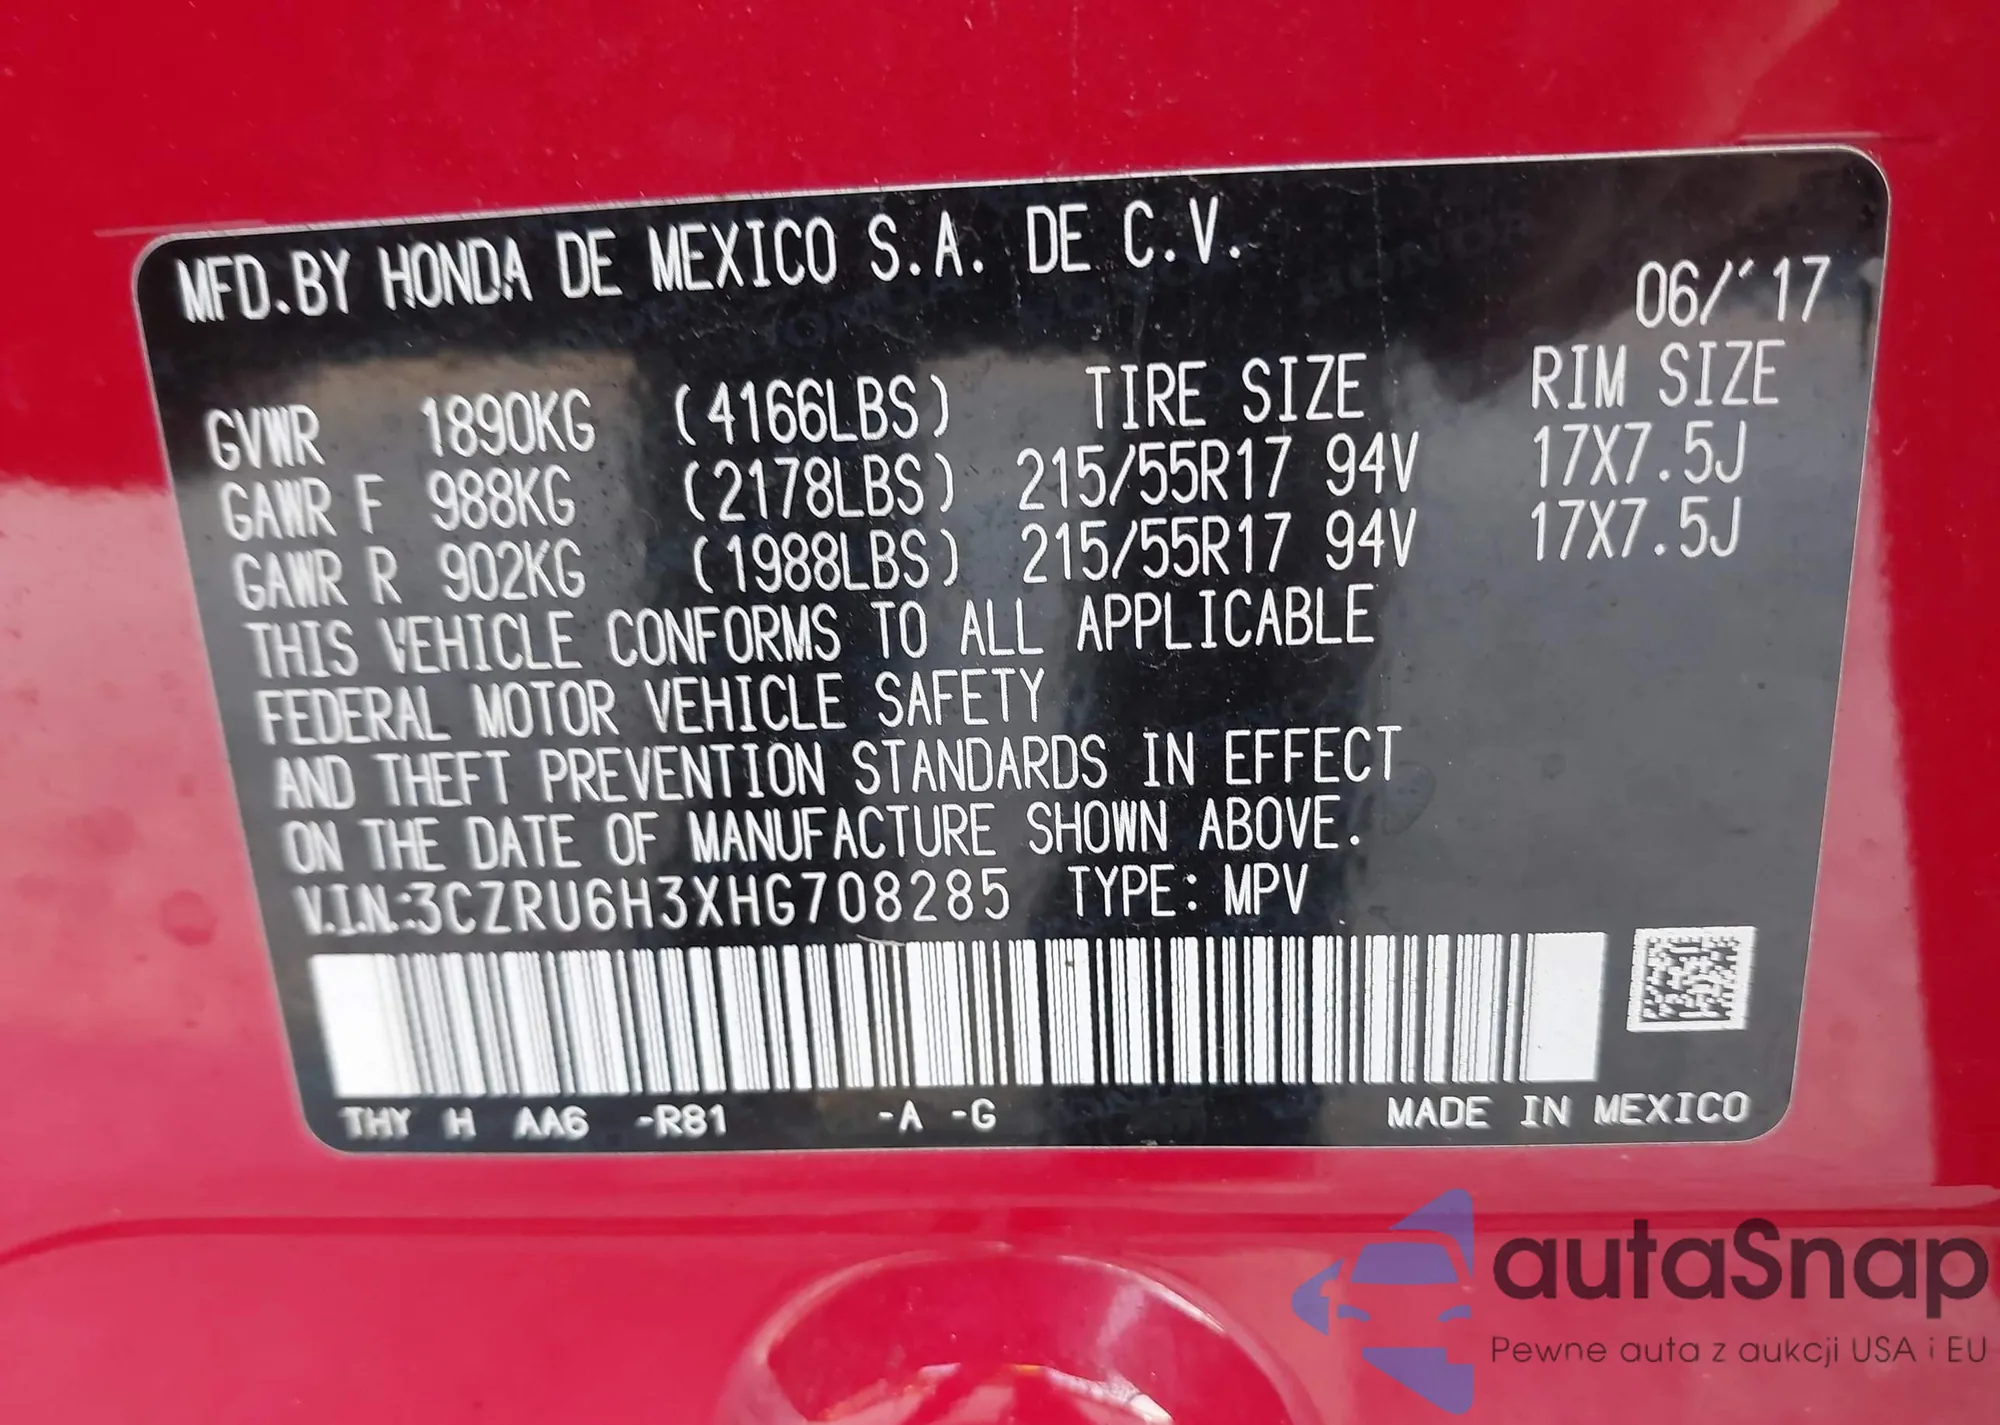 MFD.BY HONDA DE MEXICO S.A. DE C.V.
06/'17
GVWR 1890KG (4166LBS) TIRE SIZE RIM SIZE
GAWR F 988KG (2178LBS) 215/55R17 94V 17X7.5J
GAWR R 902KG (1988LBS) 215/55R17 94V 17X7.5J
THIS VEHICLE CONFORMS TO ALL APPLICABLE
FEDERAL MOTOR VEHICLE SAFETY
AND THEFT PREVENTION STANDARDS IN EFFECT
ON THE DATE OF MANUFACTURE SHOWN ABOVE.
V.I.N.:3CZRU6H3XHG708285 TYPE: MPV
THY H AA6 -R81 -A -G MADE IN MEXICO
autaSnap
Pewne auta z aukcji USA i EU